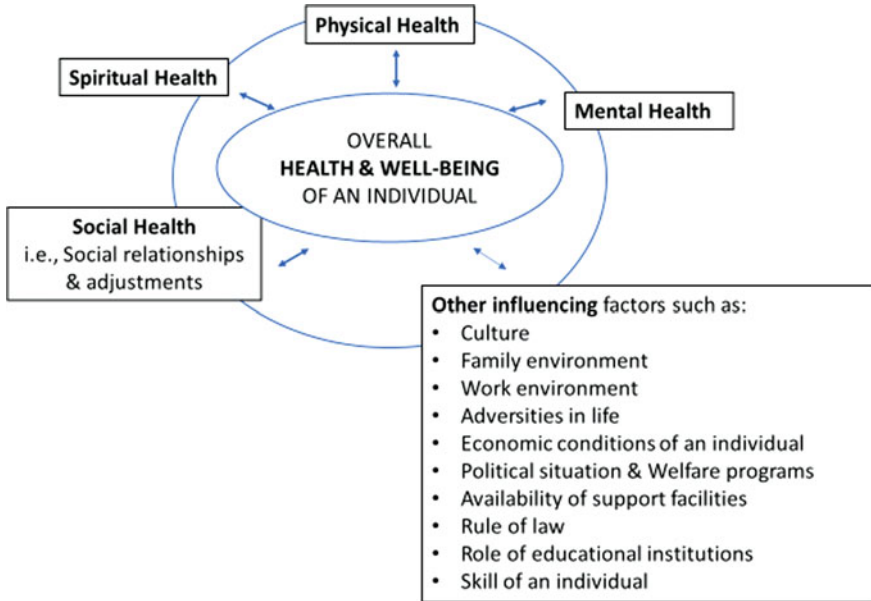 Physical Health
Spiritual Health
Mental Health
OVERALL
HEALTH & WELL-BEING
OF AN INDIVIDUAL
Social Health
i.e., Social relationships
& adjustments
Other influencing factors such as:
• Culture
• Family environment
• Work environment
• Adversities in life
• Economic conditions of an individual
• Political situation & Welfare programs
• Availability of support facilities
• Rule of law
• Role of educational institutions
• Skill of an individual